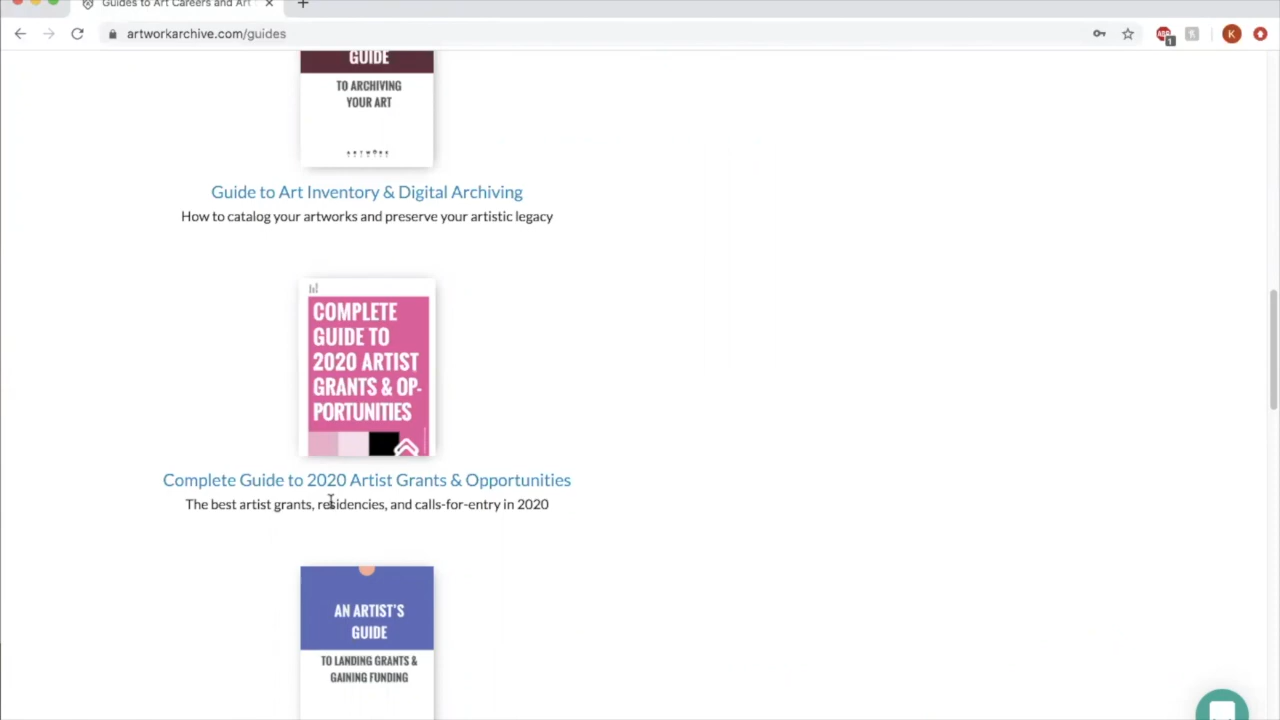 Guides to Art Careers and Art
artworkarchive.com/guides
ABP
1
K
GUIDE
TO ARCHIVING
YOUR ART
ARTWORK
Guide to Art Inventory & Digital Archiving
How to catalog your artworks and preserve your artistic legacy
COMPLETE
GUIDE TO
2020 ARTIST
GRANTS & OP-
PORTUNITIES
Complete Guide to 2020 Artist Grants & Opportunities
The best artist grants, residencies, and calls-for-entry in 2020
AN ARTIST'S
GUIDE
TO LANDING GRANTS &
GAINING FUNDING